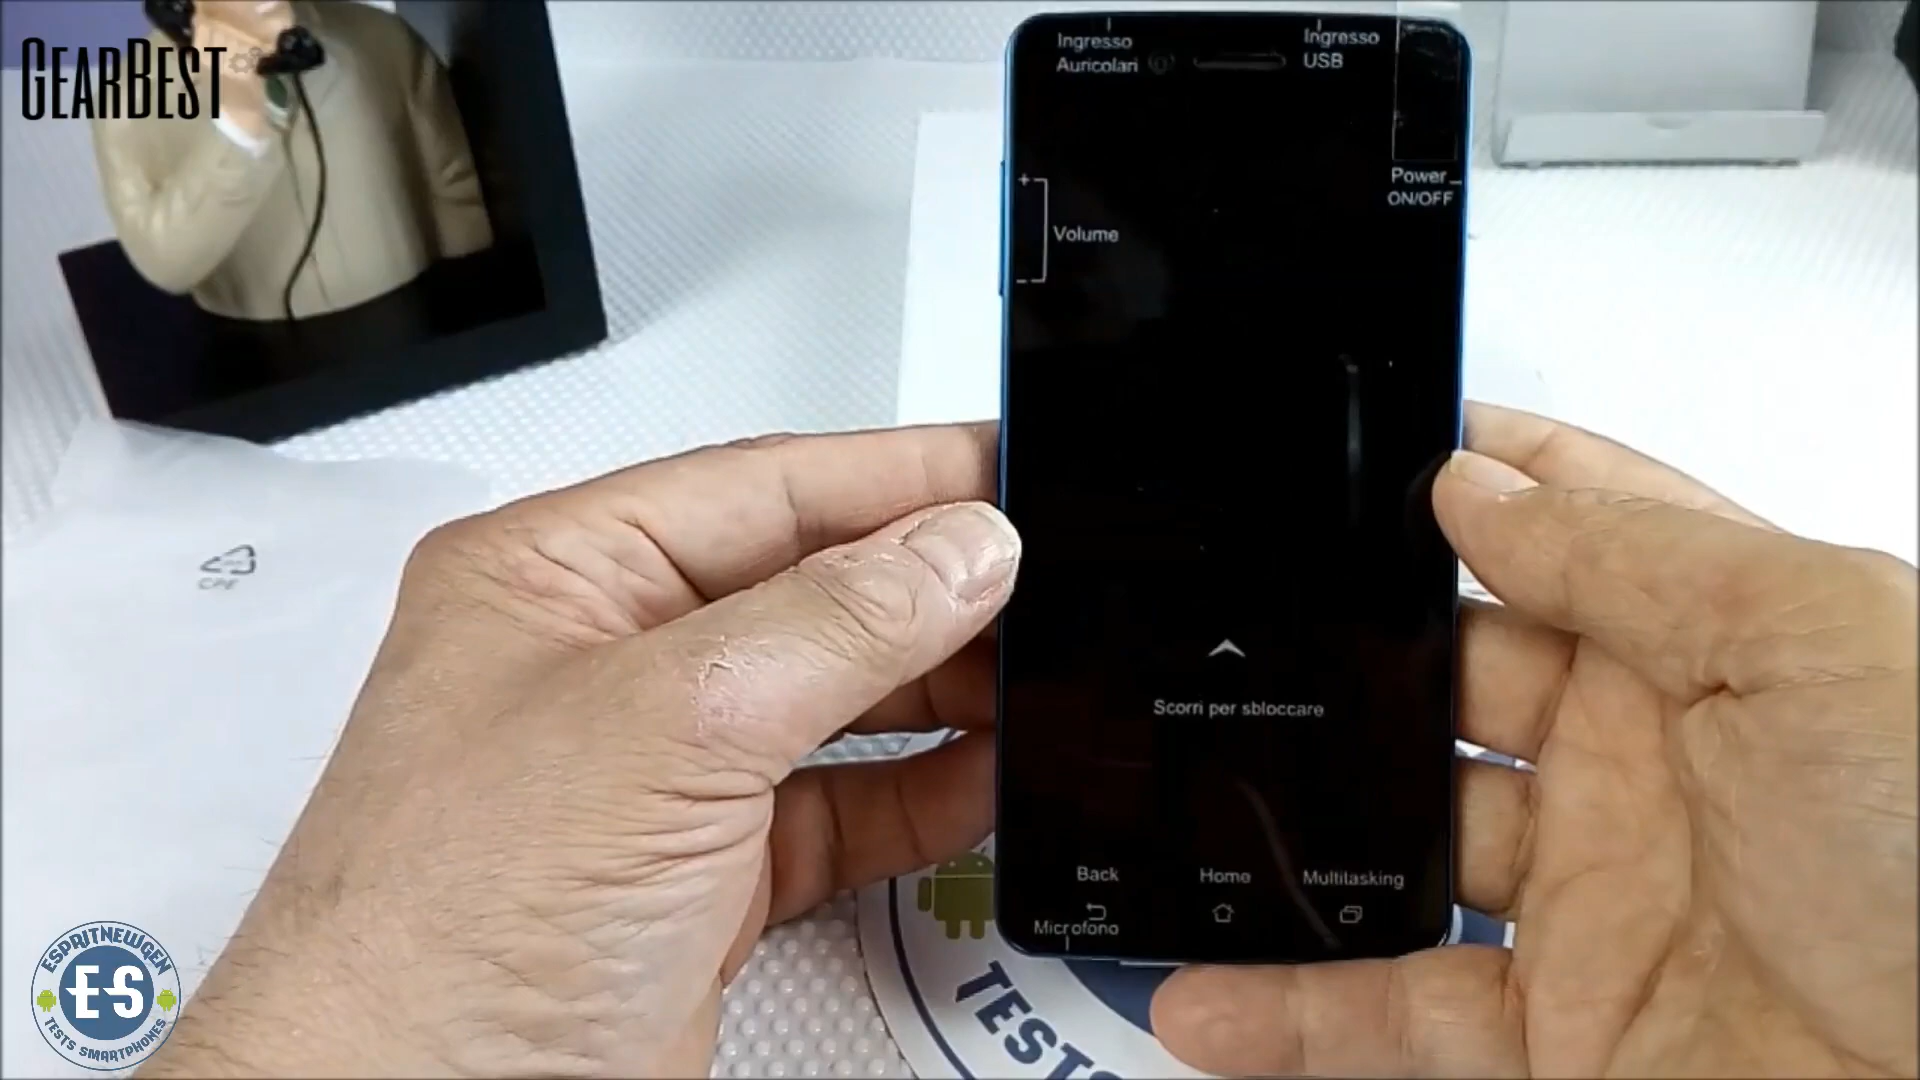 GEARBEST
Ingresso
Auricolari
Ingresso
USB
+
Volume
-
Power
ON/OFF
Scorri per sbloccare
Back
Home
Multitasking
Microfono
TESTS
ESPRITNEWGEN
ES
TESTS SMARTPHONES